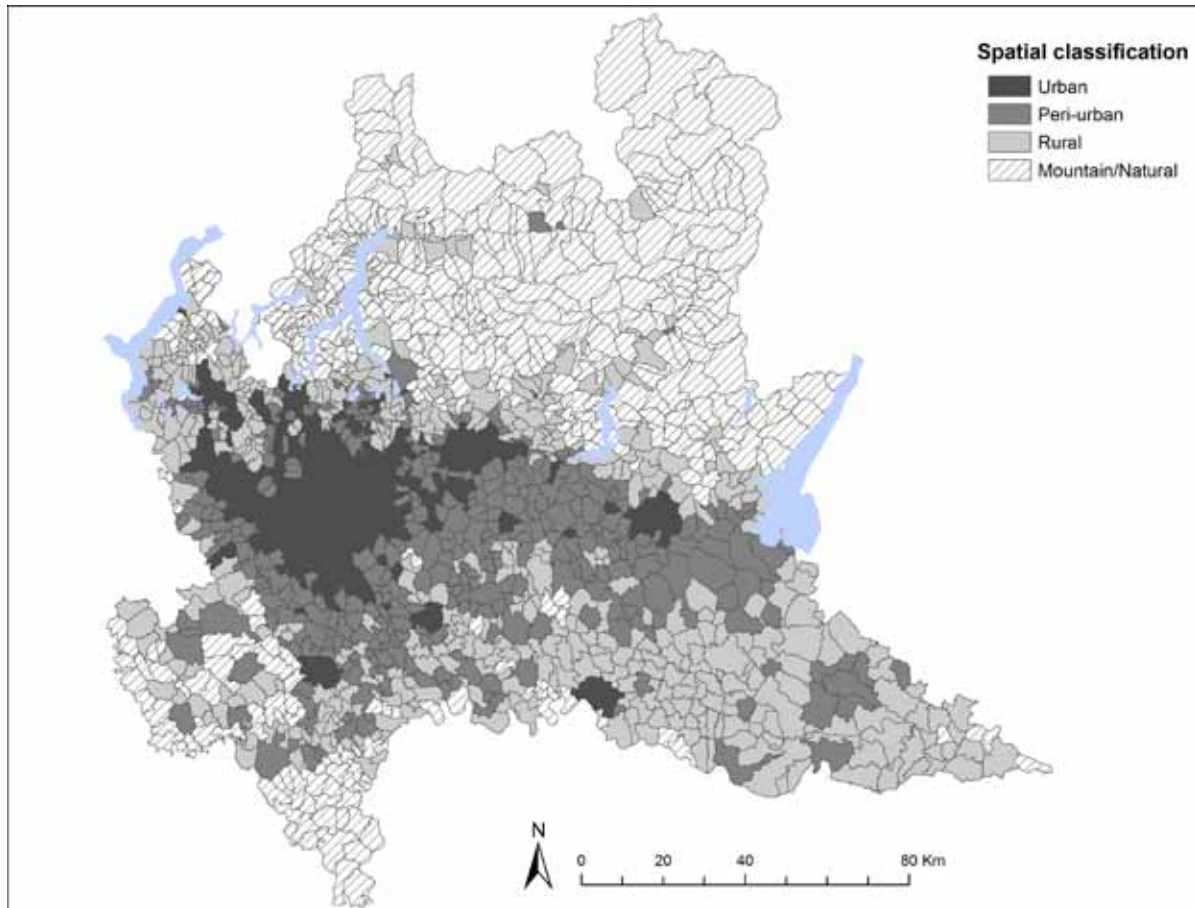 Spatial classification
Urban
Peri-urban
Rural
Mountain/Natural
N
0 20 40 80 Km